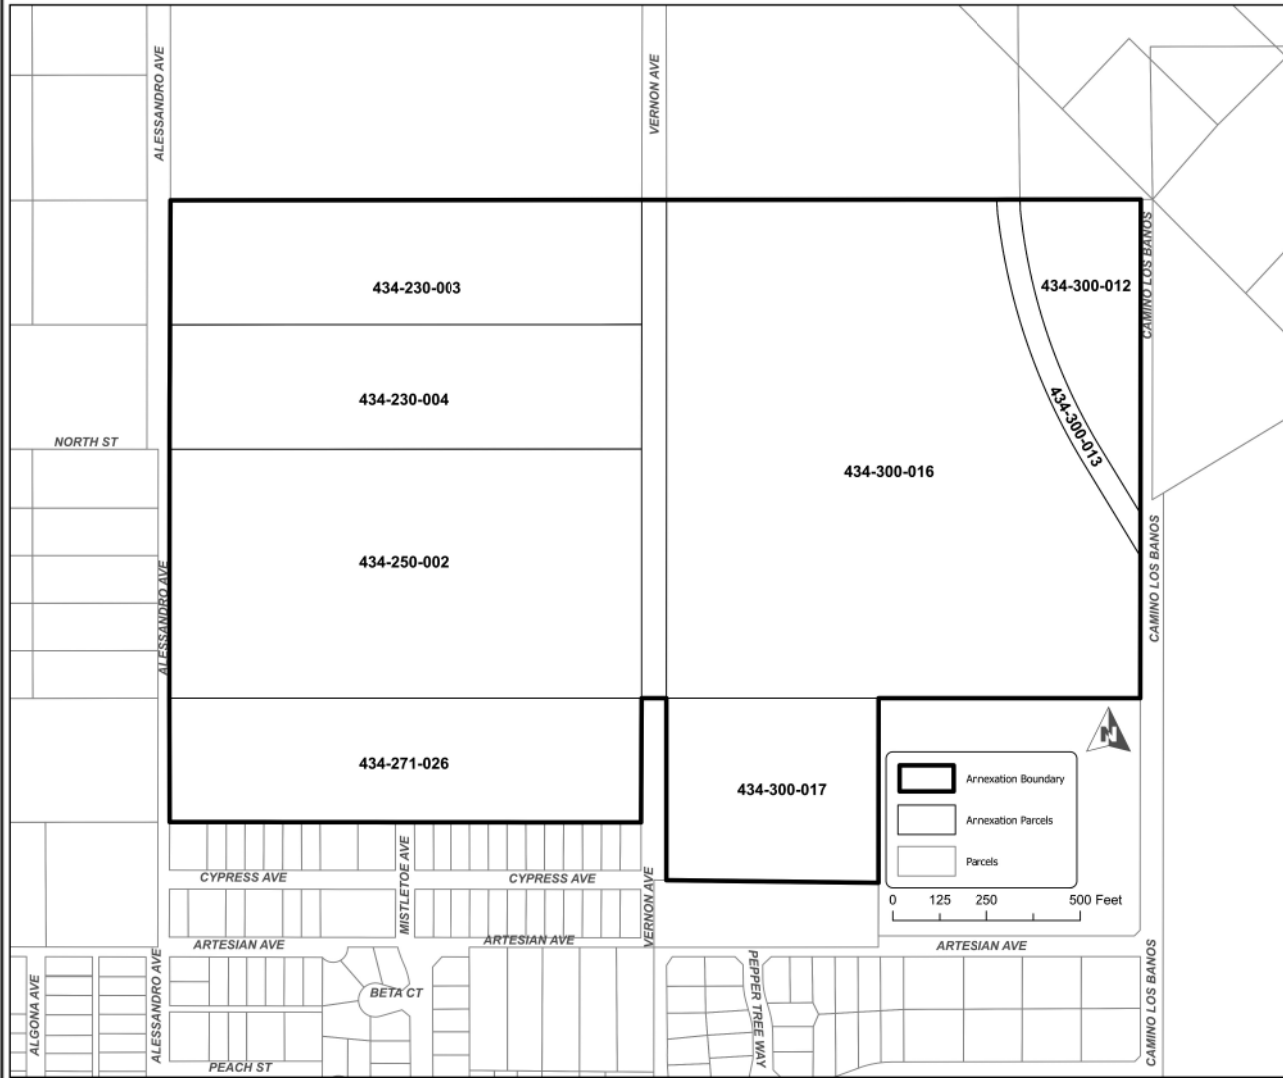 ALESSANDRO AVE
VERNON AVE
CAMINO LOS BANOS
434-230-003
434-300-012
434-230-004
434-300-013
NORTH ST
434-300-016
434-250-002
ALESSANDRO AVE
CAMINO LOS BANOS
N
434-271-026
434-300-017
Annexation Boundary
Annexation Parcels
Parcels
0 125 250 500 Feet
CYPRESS AVE
MISTLETOE AVE
CYPRESS AVE
VERNON AVE
ARTESIAN AVE
ARTESIAN AVE
ARTESIAN AVE
ALGONA AVE
ALESSANDRO AVE
BETA CT
PEPPER TREE WAY
CAMINO LOS BANOS
PEACH ST